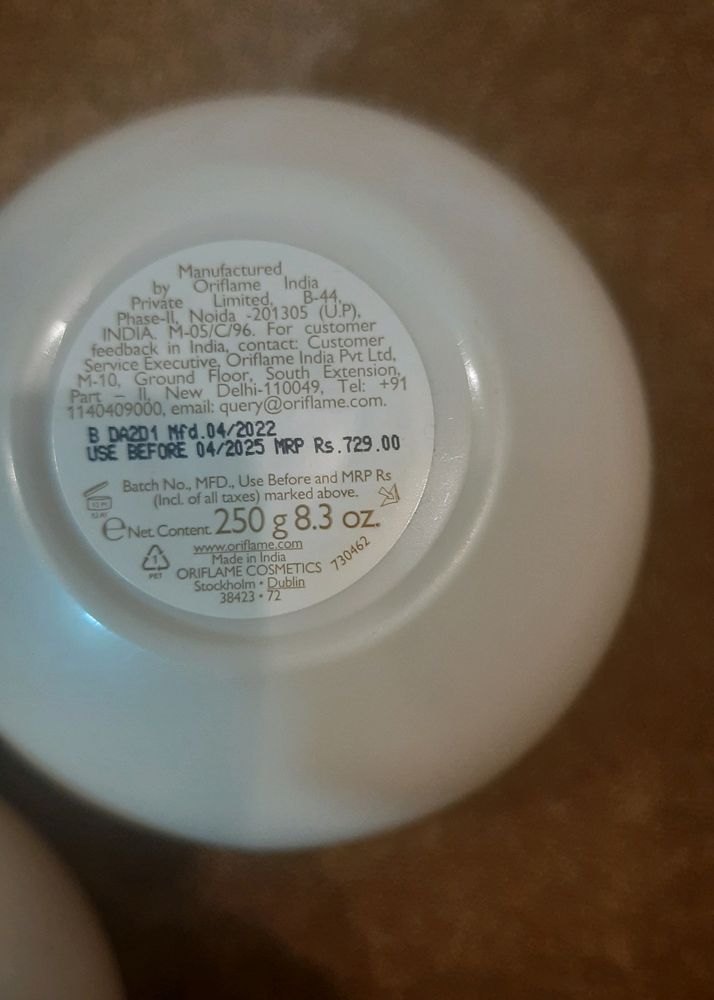 Manufactured
by Oriflame India
Private Limited, B-44,
Phase-II, Noida -201305 (U.P),
INDIA. M-05/C/96. For customer
feedback in India, contact: Customer
Service Executive, Oriflame India Pvt Ltd,
M-10, Ground Floor, South Extension,
Part – II, New Delhi-110049, Tel: +91
1140409000, email: query@oriflame.com.
B DA2D1 Mfd.04/2022
USE BEFORE 04/2025 MRP Rs.729.00
Batch No., MFD., Use Before and MRP Rs
(Incl. of all taxes) marked above.
℮ Net. Content 250 g 8.3 oz.
www.oriflame.com
1 Made in India
PET ORIFLAME COSMETICS 730462
Stockholm • Dublin
38423 • 72